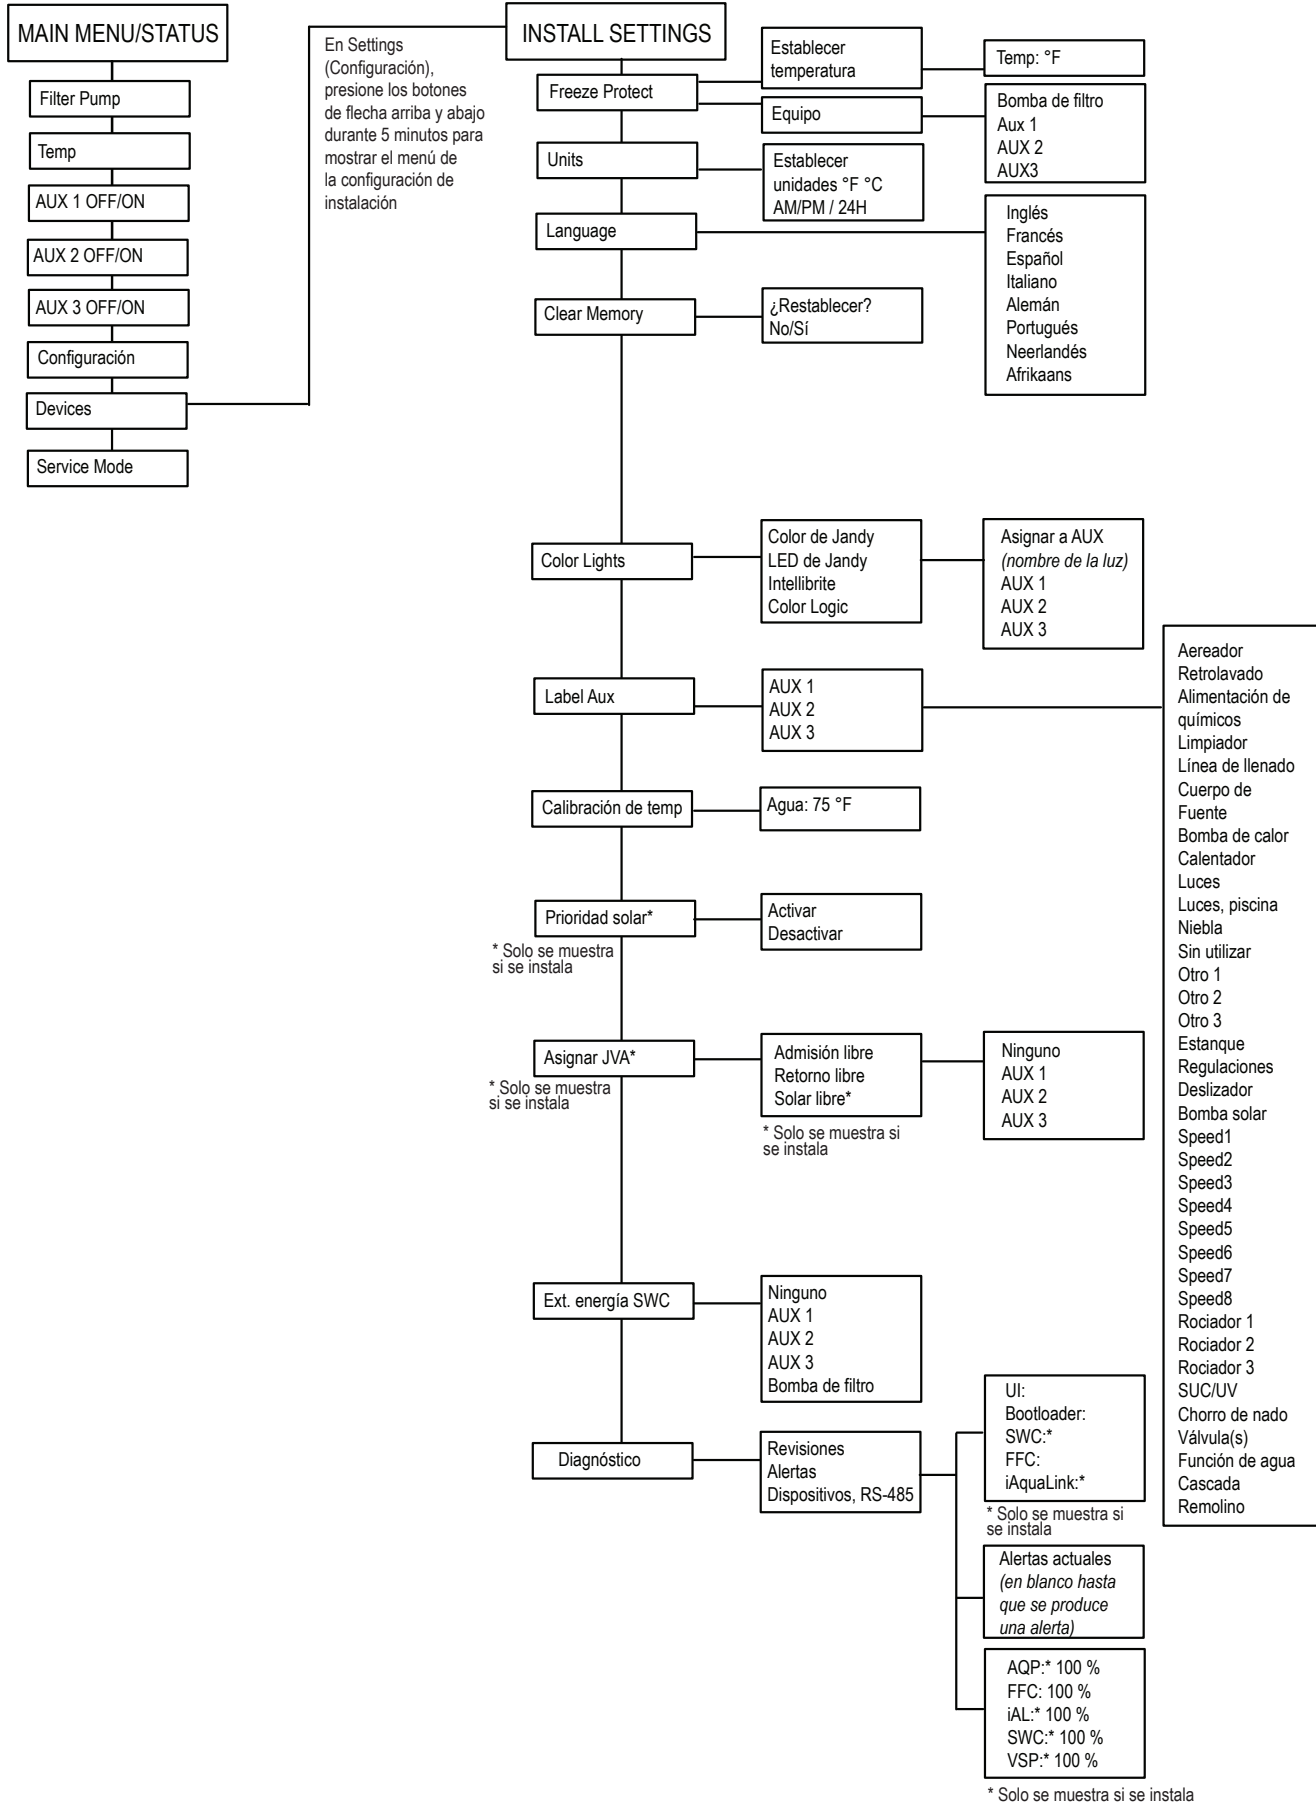 MAIN MENU/STATUS
Filter Pump
Temp
AUX 1 OFF/ON
AUX 2 OFF/ON
AUX 3 OFF/ON
Configuración
Devices
Service Mode
En Settings
(Configuración),
presione los botones
de flecha arriba y abajo
durante 5 minutos para
mostrar el menú de
la configuración de
instalación
INSTALL SETTINGS
Freeze Protect
Establecer
temperatura
Temp: °F
Equipo
Bomba de filtro
Aux 1
AUX 2
AUX3
Units
Establecer
unidades °F °C
AM/PM / 24H
Language
Inglés
Francés
Español
Italiano
Alemán
Portugués
Neerlandés
Afrikaans
Clear Memory
¿Restablecer?
No/Sí
Color Lights
Color de Jandy
LED de Jandy
Intellibrite
Color Logic
Asignar a AUX
(nombre de la luz)
AUX 1
AUX 2
AUX 3
Label Aux
AUX 1
AUX 2
AUX 3
Aereador
Retrolavado
Alimentación de
químicos
Limpiador
Línea de llenado
Cuerpo de
Fuente
Bomba de calor
Calentador
Luces
Luces, piscina
Niebla
Sin utilizar
Otro 1
Otro 2
Otro 3
Estanque
Regulaciones
Deslizador
Bomba solar
Speed1
Speed2
Speed3
Speed4
Speed5
Speed6
Speed7
Speed8
Rociador 1
Rociador 2
Rociador 3
SUC/UV
Chorro de nado
Válvula(s)
Función de agua
Cascada
Remolino
Calibración de temp
Agua: 75 °F
Prioridad solar*
* Solo se muestra
si se instala
Activar
Desactivar
Asignar JVA*
* Solo se muestra
si se instala
Admisión libre
Retorno libre
Solar libre*
* Solo se muestra si
se instala
Ninguno
AUX 1
AUX 2
AUX 3
Ext. energía SWC
Ninguno
AUX 1
AUX 2
AUX 3
Bomba de filtro
Diagnóstico
Revisiones
Alertas
Dispositivos, RS-485
UI:
Bootloader:
SWC:*
FFC:
iAquaLink:*
* Solo se muestra si
se instala
Alertas actuales
(en blanco hasta
que se produce
una alerta)
AQP:* 100 %
FFC: 100 %
iAL:* 100 %
SWC:* 100 %
VSP:* 100 %
* Solo se muestra si se instala